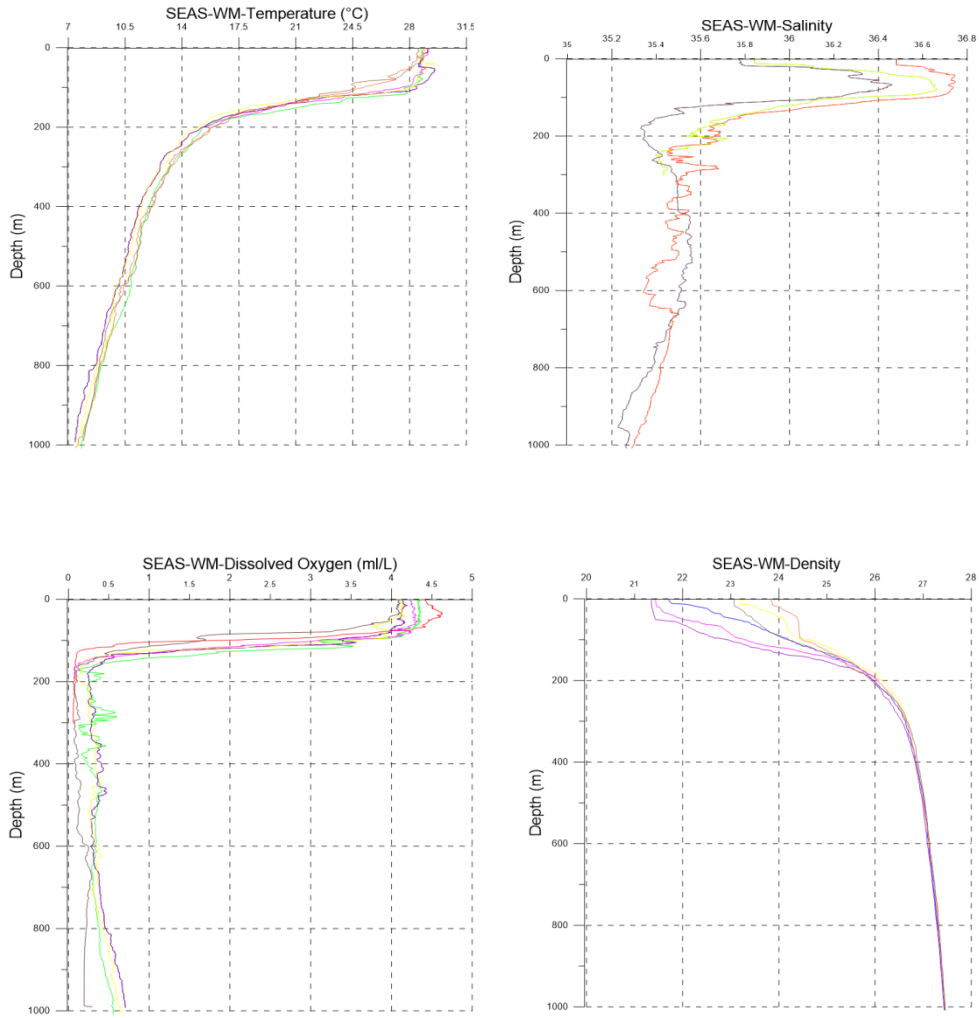 SEAS-WM-Temperature (°C)
7 10.5 14 17.5 21 24.5 28 31.5
0
200
400
600
800
1000
Depth (m)
SEAS-WM-Salinity
35 35.2 35.4 35.6 35.8 36 36.2 36.4 36.6 36.8
0
200
400
600
800
1000
Depth (m)
SEAS-WM-Dissolved Oxygen (ml/L)
0 0.5 1 1.5 2 2.5 3 3.5 4 4.5 5
0
200
400
600
800
1000
Depth (m)
SEAS-WM-Density
20 21 22 23 24 25 26 27 28
0
200
400
600
800
1000
Depth (m)